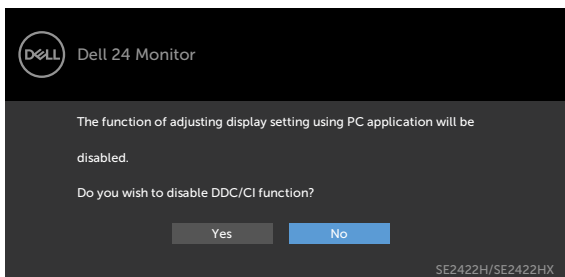 DELL
Dell 24 Monitor
The function of adjusting display setting using PC application will be
disabled.
Do you wish to disable DDC/CI function?
Yes No
SE2422H/SE2422HX